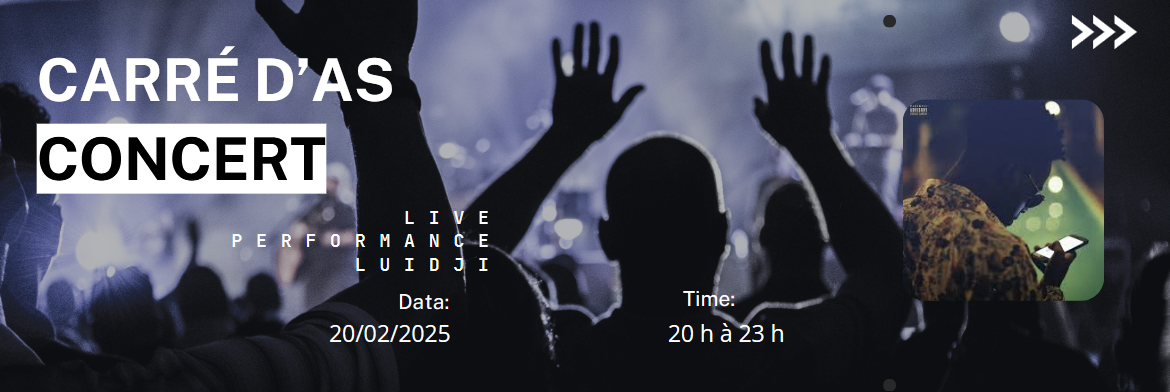 CARRÉ D’AS
CONCERT
LIVE
PERFORMANCE
LUIDJI
Data:
20/02/2025
Time:
20 h à 23 h